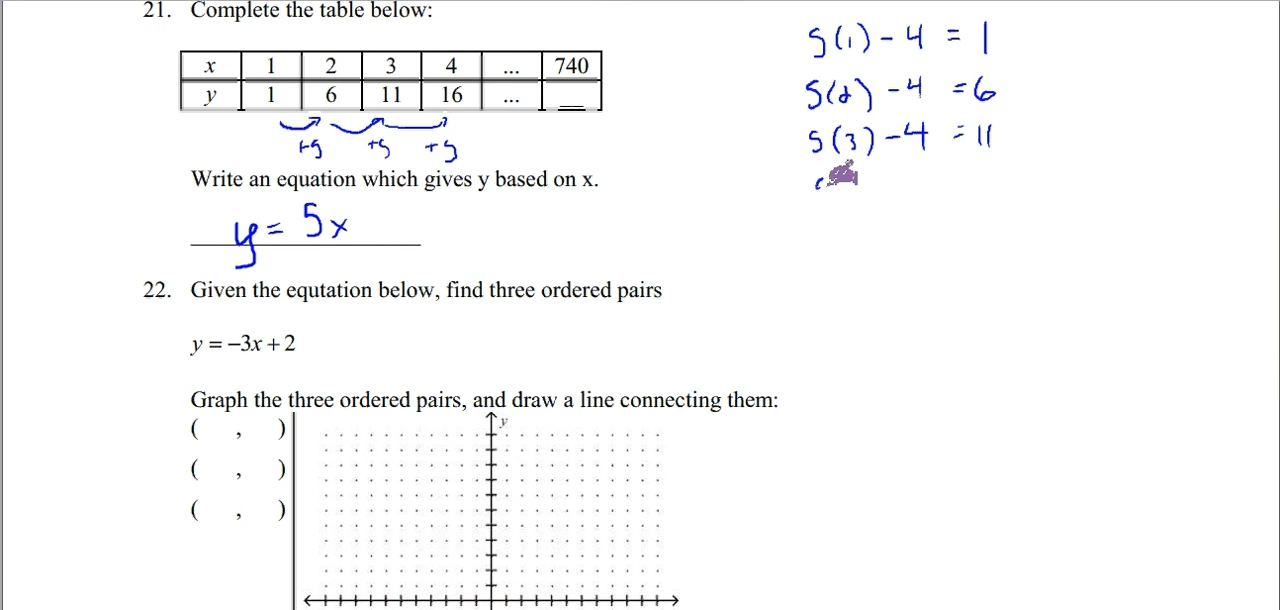 21. Complete the table below:
x 1 2 3 4 ... 740
y 1 6 11 16 ... __
+5 +5 +5
Write an equation which gives y based on x.
y = 5x
5(1) - 4 = 1
5(2) - 4 = 6
5(3) - 4 = 11
22. Given the equtation below, find three ordered pairs
y = −3x + 2
Graph the three ordered pairs, and draw a line connecting them:
( , )
( , )
( , )
y